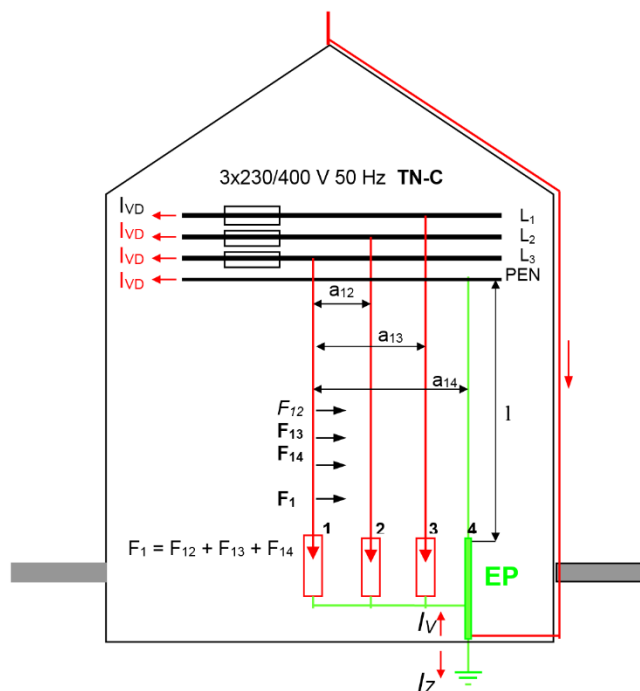 3x230/400 V 50 Hz TN-C
IVD
L1
IVD
L2
IVD
L3
IVD
PEN
a12
a13
a14
l
F12
F13
F14
F1
1 2 3 4
F1 = F12 + F13 + F14
EP
IV
IZ